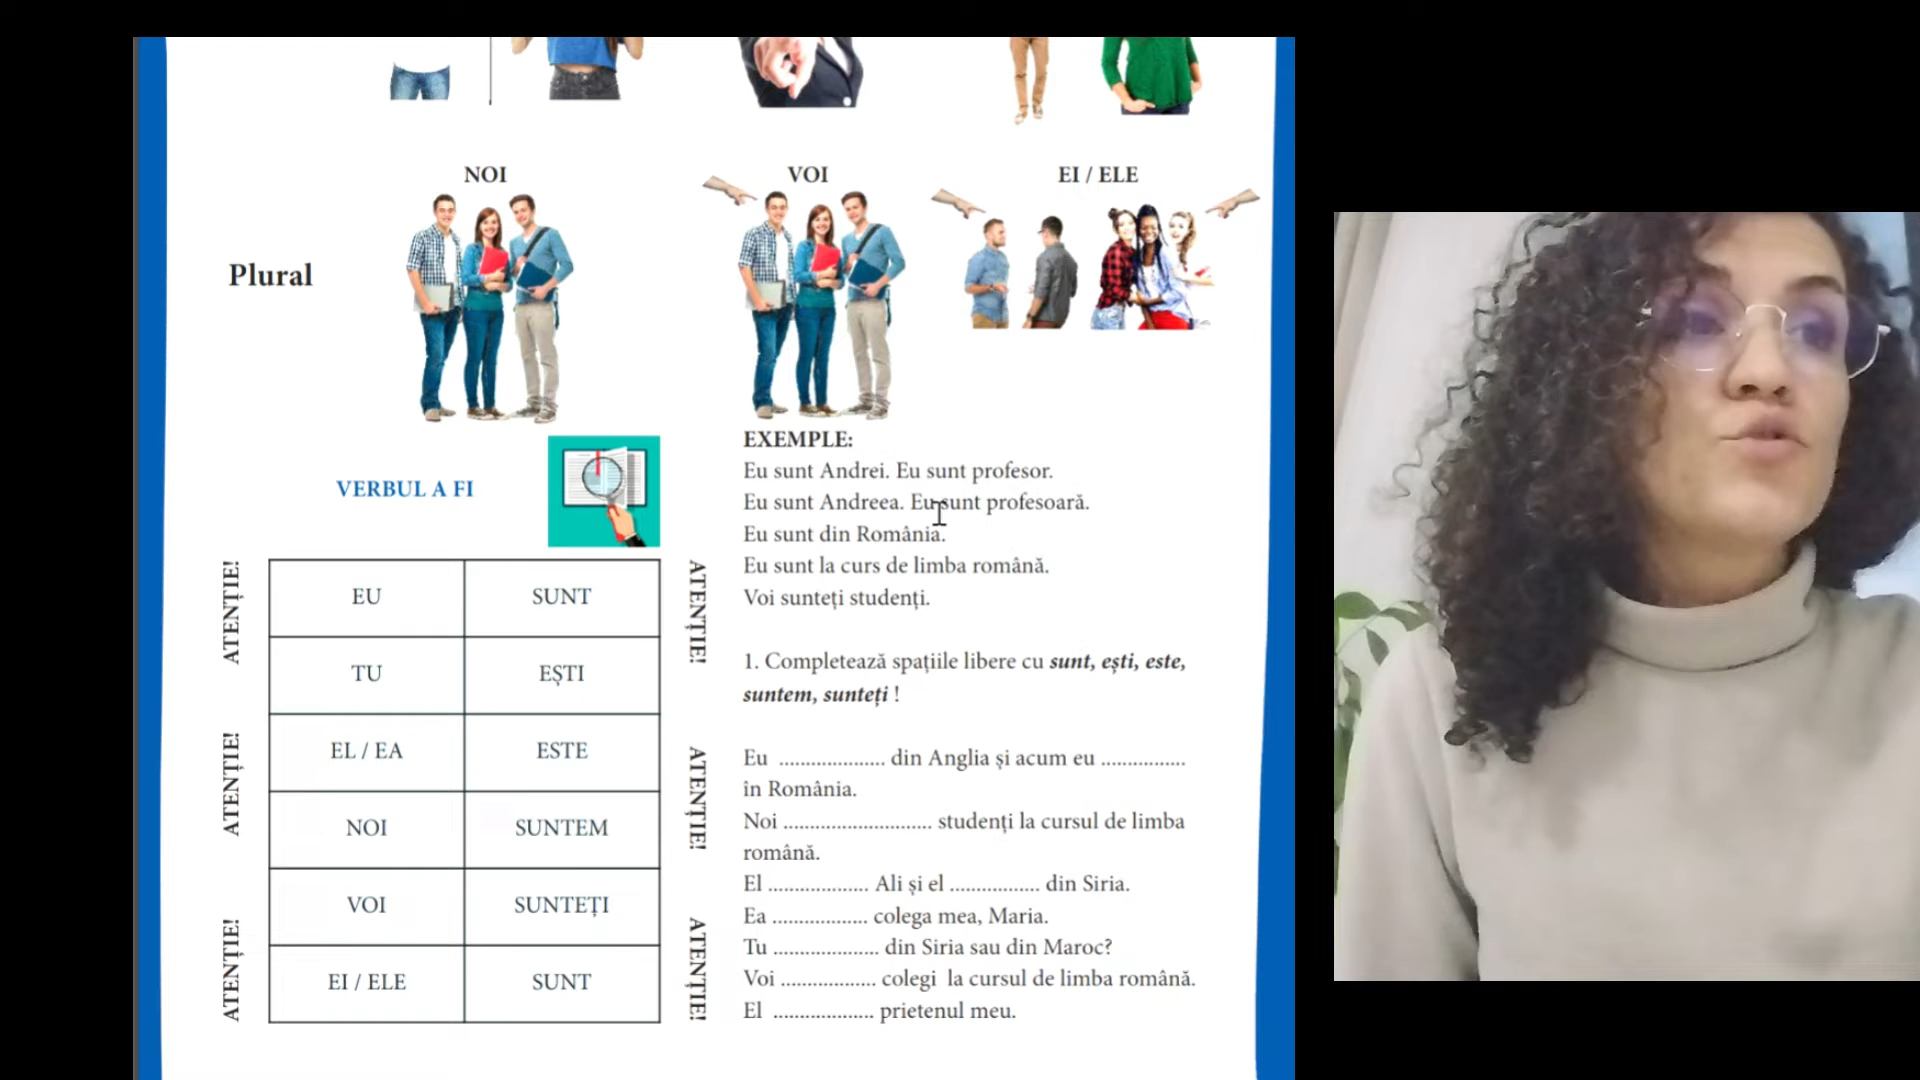 NOI
VOI
EI / ELE
Plural
VERBUL A FI
ATENȚIE!
ATENȚIE!
ATENȚIE!
EU SUNT
TU EȘTI
EL / EA ESTE
NOI SUNTEM
VOI SUNTEȚI
EI / ELE SUNT
ATENȚIE!
ATENȚIE!
ATENȚIE!
EXEMPLE:
Eu sunt Andrei. Eu sunt profesor.
Eu sunt Andreea. Eu sunt profesoară.
Eu sunt din România.
Eu sunt la curs de limba română.
Voi sunteți studenți.
1. Completează spațiile libere cu sunt, ești, este,
suntem, sunteți !
Eu .................... din Anglia și acum eu ................
în România.
Noi ............................ studenți la cursul de limba
română.
El ................... Ali și el ................. din Siria.
Ea .................. colega mea, Maria.
Tu .................... din Siria sau din Maroc?
Voi .................. colegi la cursul de limba română.
El ................... prietenul meu.